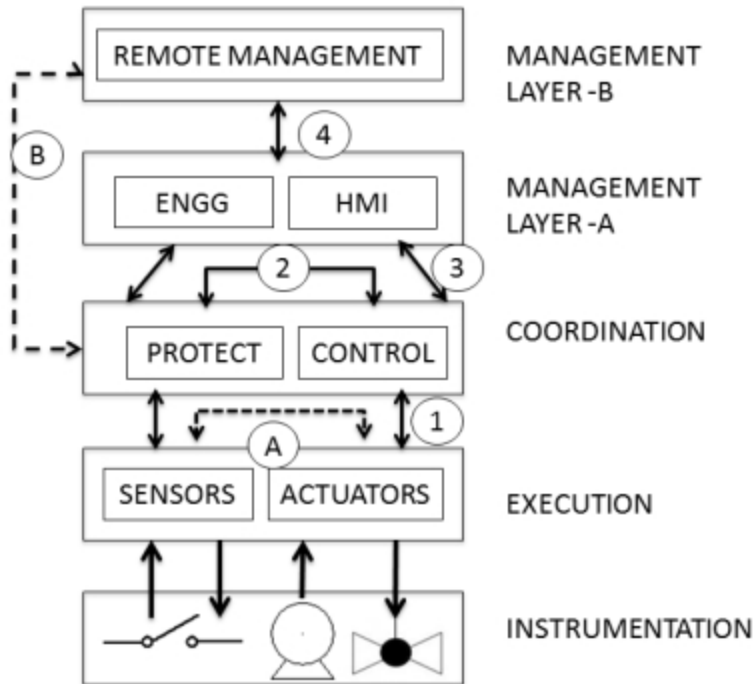 REMOTE MANAGEMENT
MANAGEMENT
LAYER -B
B
4
ENGG
HMI
MANAGEMENT
LAYER -A
2
3
PROTECT
CONTROL
COORDINATION
1
A
SENSORS
ACTUATORS
EXECUTION
INSTRUMENTATION